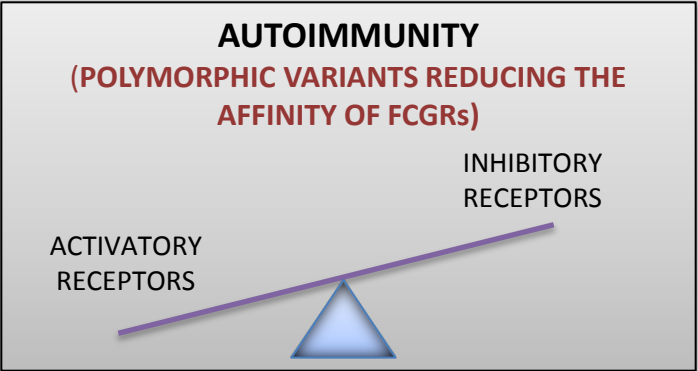 AUTOIMMUNITY
(POLYMORPHIC VARIANTS REDUCING THE
AFFINITY OF FCGRs)
INHIBITORY
RECEPTORS
ACTIVATORY
RECEPTORS